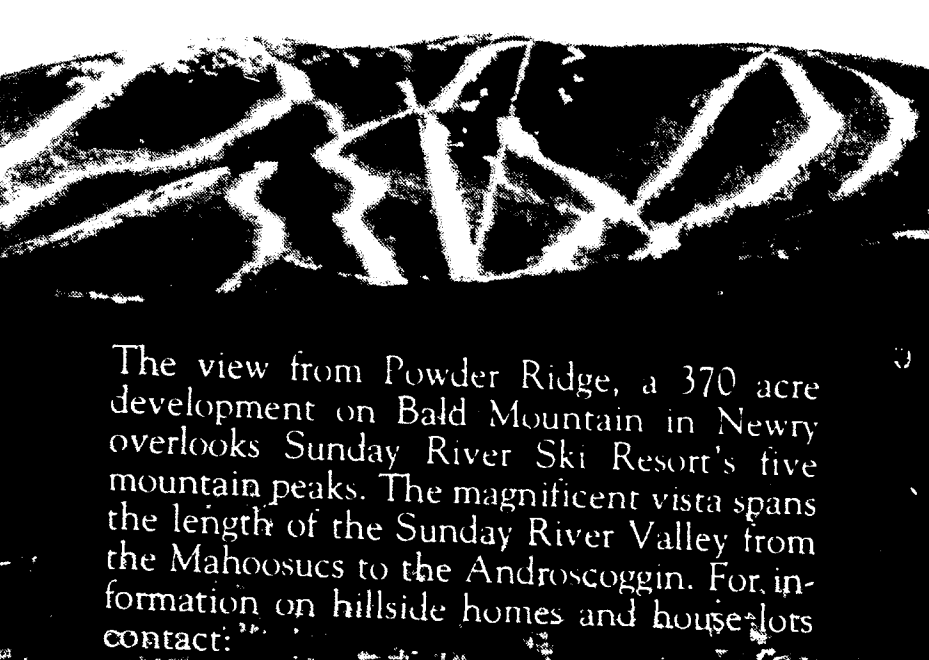 The view from Powder Ridge, a 370 acre
development on Bald Mountain in Newry
overlooks Sunday River Ski Resort's five
mountain peaks. The magnificent vista spans
the length of the Sunday River Valley from
the Mahoosucs to the Androscoggin. For in-
formation on hillside homes and house lots
contact: